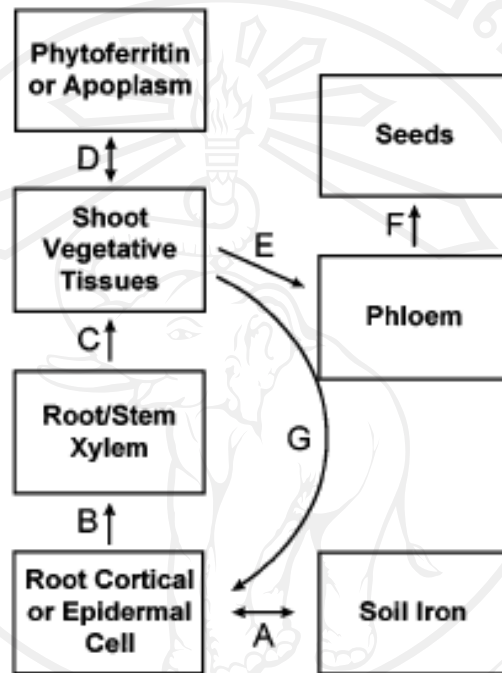 Phytoferritin
or Apoplasm
D
Shoot
Vegetative
Tissues
C
Root/Stem
Xylem
B
Root Cortical
or Epidermal
Cell
A
Soil Iron
G
E
Phloem
F
Seeds